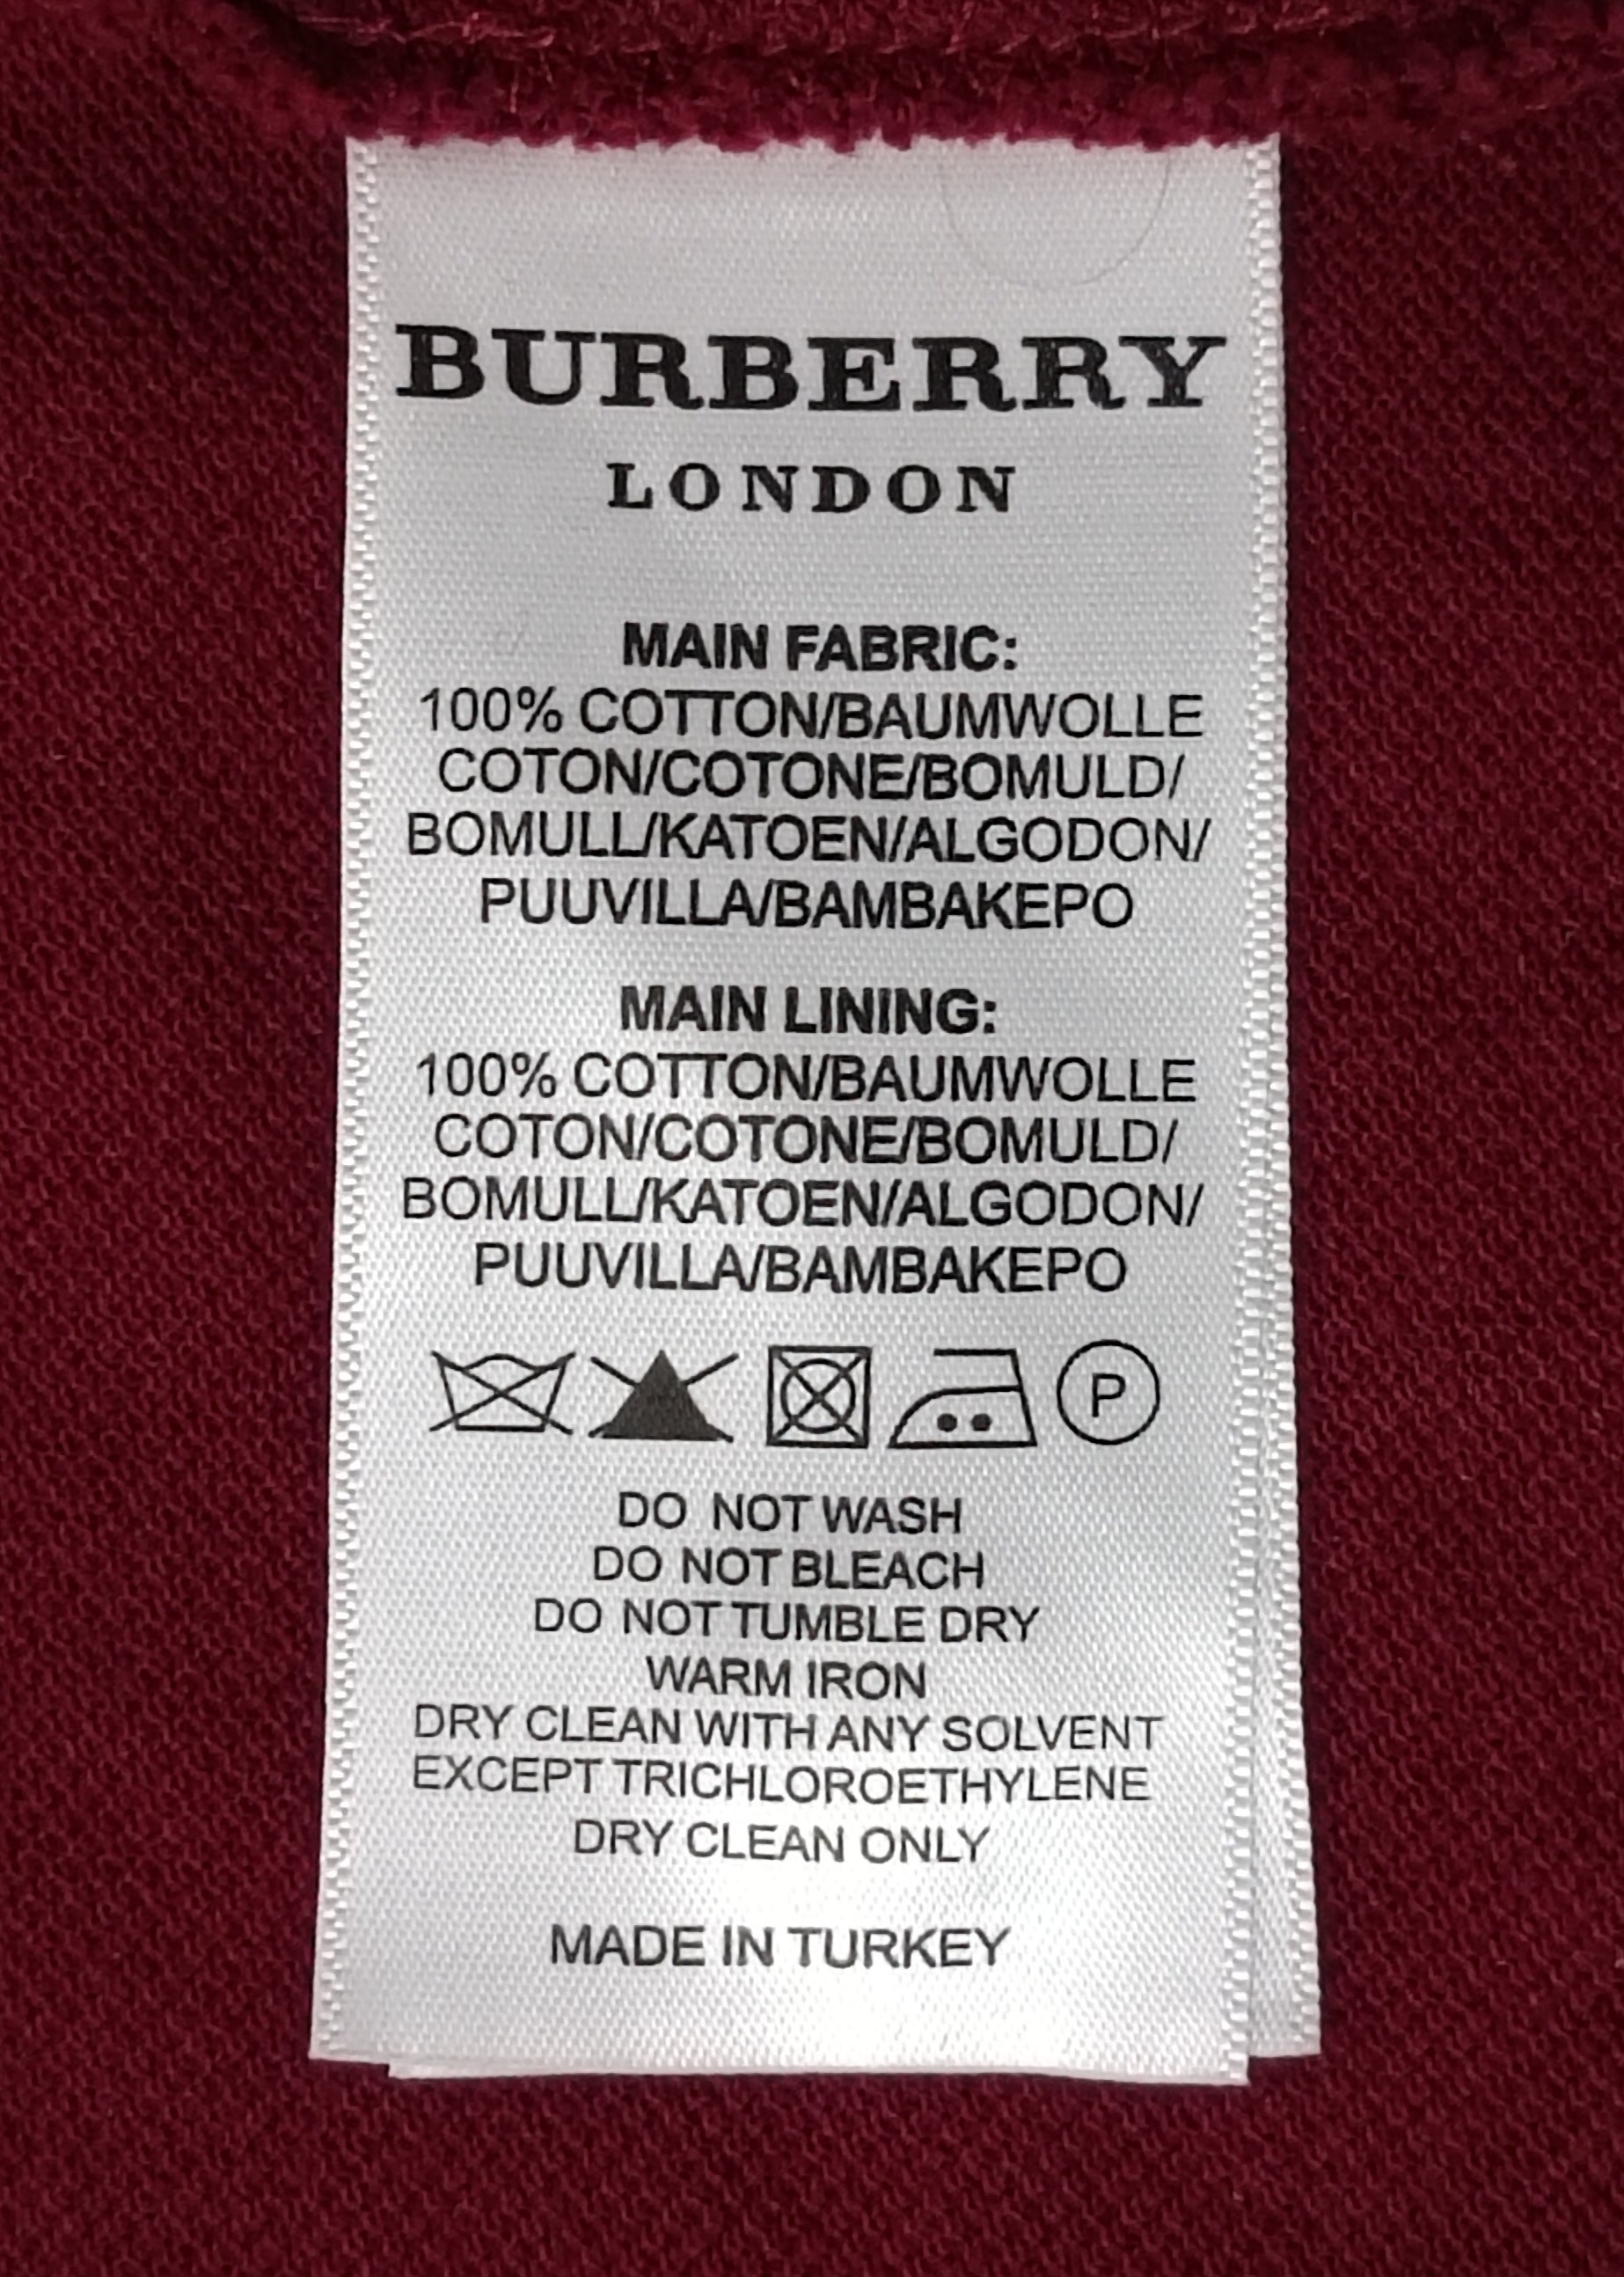 BURBERRY
LONDON
MAIN FABRIC:
100% COTTON/BAUMWOLLE
COTON/COTONE/BOMULD/
BOMULL/KATOEN/ALGODON/
PUUVILLA/BAMBAKEPO
MAIN LINING:
100% COTTON/BAUMWOLLE
COTON/COTONE/BOMULD/
BOMULL/KATOEN/ALGODON/
PUUVILLA/BAMBAKEPO
P
DO NOT WASH
DO NOT BLEACH
DO NOT TUMBLE DRY
WARM IRON
DRY CLEAN WITH ANY SOLVENT
EXCEPT TRICHLOROETHYLENE
DRY CLEAN ONLY
MADE IN TURKEY